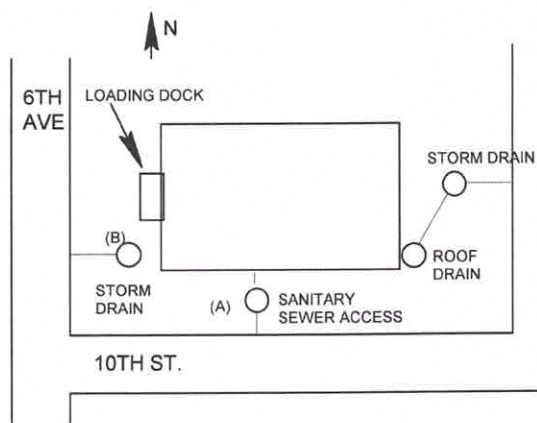 N
6TH
AVE
LOADING DOCK
STORM DRAIN
(B)
STORM
DRAIN
ROOF
DRAIN
(A)
SANITARY
SEWER ACCESS
10TH ST.